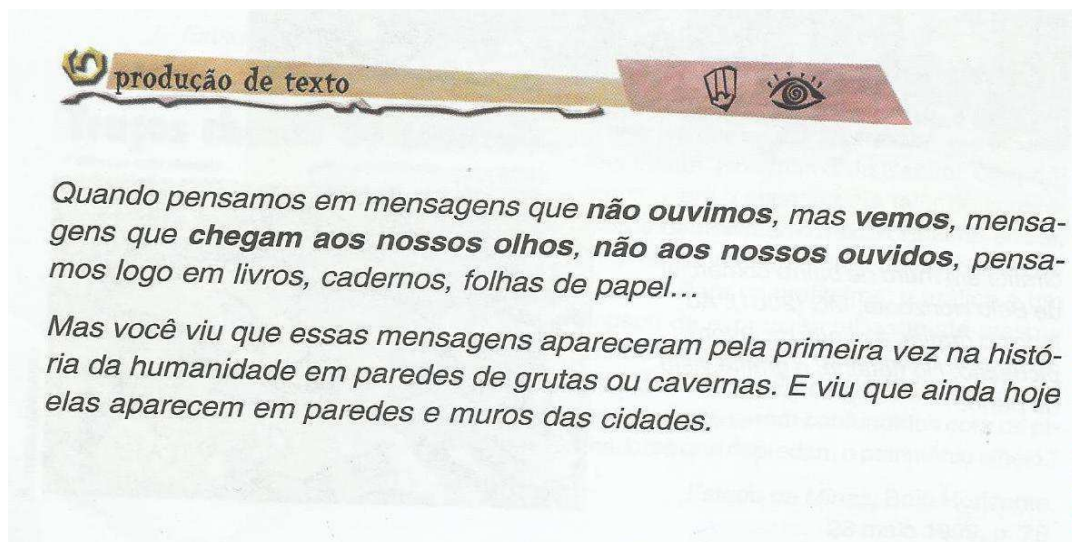 5 produção de texto
Quando pensamos em mensagens que não ouvimos, mas vemos, mensa-
gens que chegam aos nossos olhos, não aos nossos ouvidos, pensa-
mos logo em livros, cadernos, folhas de papel...
Mas você viu que essas mensagens apareceram pela primeira vez na histó-
ria da humanidade em paredes de grutas ou cavernas. E viu que ainda hoje
elas aparecem em paredes e muros das cidades.